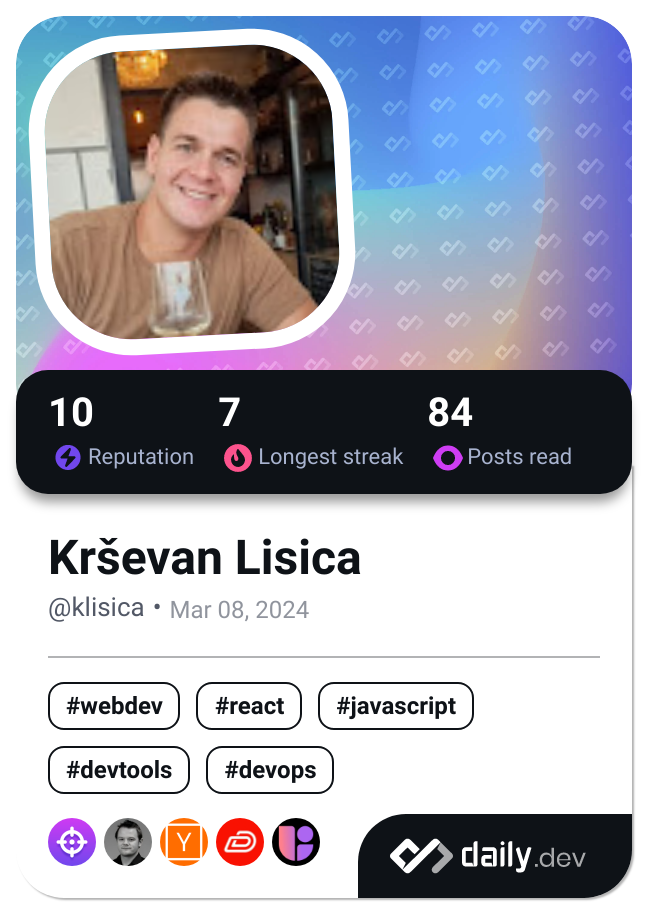 10 7 84
Reputation Longest streak Posts read
Krševan Lisica
@klisica • Mar 08, 2024
#webdev #react #javascript
#devtools #devops
Y
daily.dev